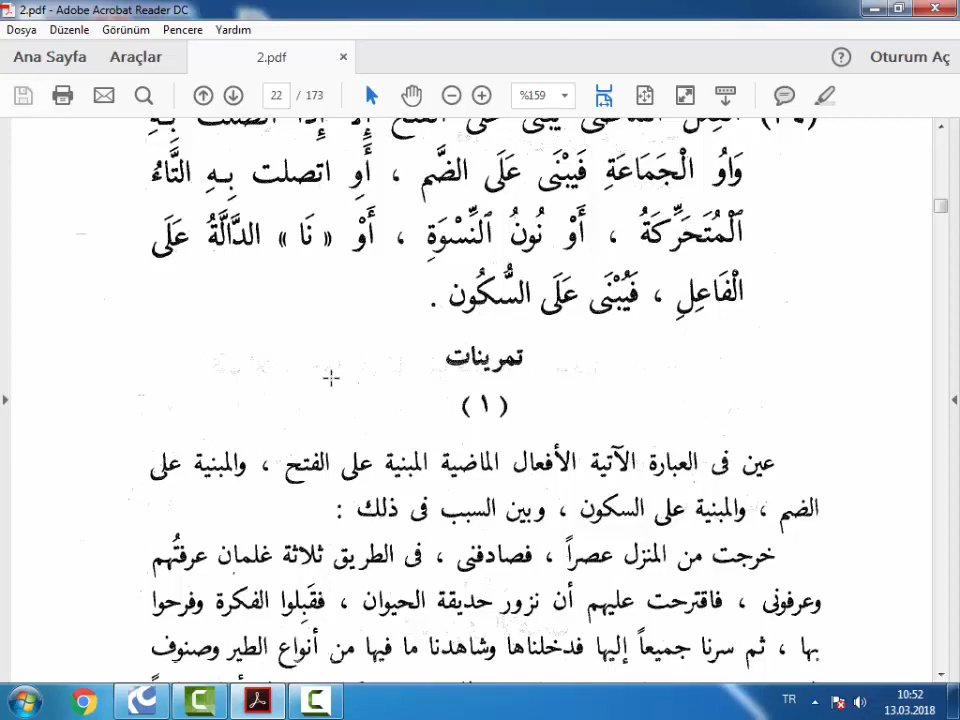 2.pdf - Adobe Acrobat Reader DC
Dosya Düzenle Görünüm Pencere Yardım
Ana Sayfa Araçlar 2.pdf × Oturum Aç
22 / 173 %159
وَاوُ الْجَمَاعَةِ فَيبْنَى عَلَى الضَّم ، أَوِ اتصلت بِهِ التَّاءُ
ٱلْمُتَحَرِّكَةُ ، أَوْ نُونُ ٱلنِّسْوَةِ ، أَوْ « نَا » الدَّالَّةُ عَلَى
الْفَاعِلِ ، فَيُبْنَى عَلَى السُّكُون .
تمرينات
( ١ )
عين فى العبارة الآتية الأفعال الماضية المبنية على الفتح ، والمبنية على
الضم ، والمبنية على السكون ، وبين السبب فى ذلك :
خرجت من المنزل عصراً ، فصادفنى ، فى الطريق ثلاثة غلمان عرفتُهم
وعرفونى ، فاقترحت عليهم أن نزور حديقة الحيوان ، فقَبِلوا الفكرة وفرحوا
بها ، ثم سرنا جميعاً إليها فدخلناها وشاهدنا ما فيها من أنواع الطير وصنوف
TR 10:52
13.03.2018